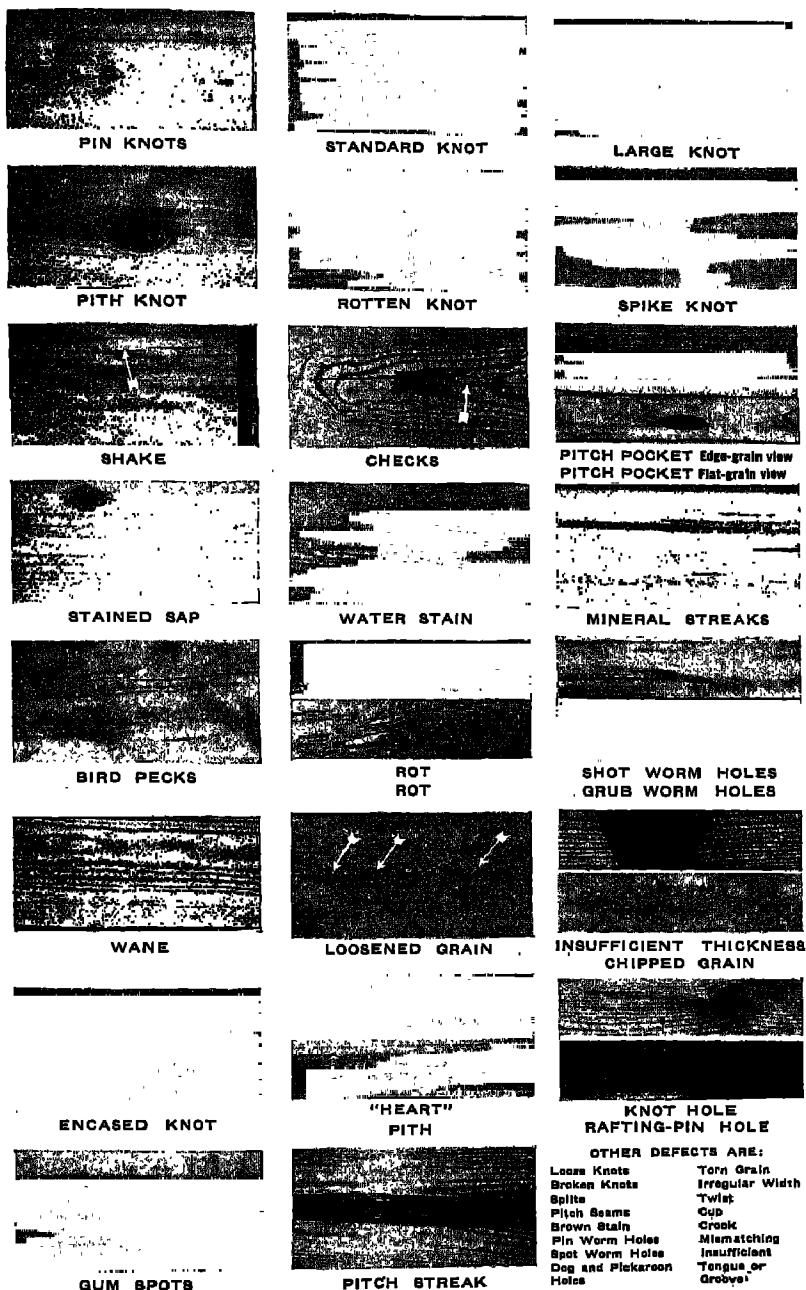 PIN KNOTS
STANDARD KNOT
LARGE KNOT
PITH KNOT
ROTTEN KNOT
SPIKE KNOT
SHAKE
CHECKS
PITCH POCKET Edge-grain view
PITCH POCKET Flat-grain view
STAINED SAP
WATER STAIN
MINERAL STREAKS
BIRD PECKS
ROT
ROT
SHOT WORM HOLES
GRUB WORM HOLES
WANE
LOOSENED GRAIN
INSUFFICIENT THICKNESS
CHIPPED GRAIN
ENCASED KNOT
"HEART"
PITH
KNOT HOLE
RAFTING-PIN HOLE
GUM SPOTS
PITCH STREAK
OTHER DEFECTS ARE:
Loose Knots
Broken Knots
Splits
Pitch Seams
Brown Stain
Pin Worm Holes
Spot Worm Holes
Dog and Pickaroon
Holes
Torn Grain
Irregular Width
Twist
Cup
Crook
Mismatching
Insufficient
Tongue or
Groove